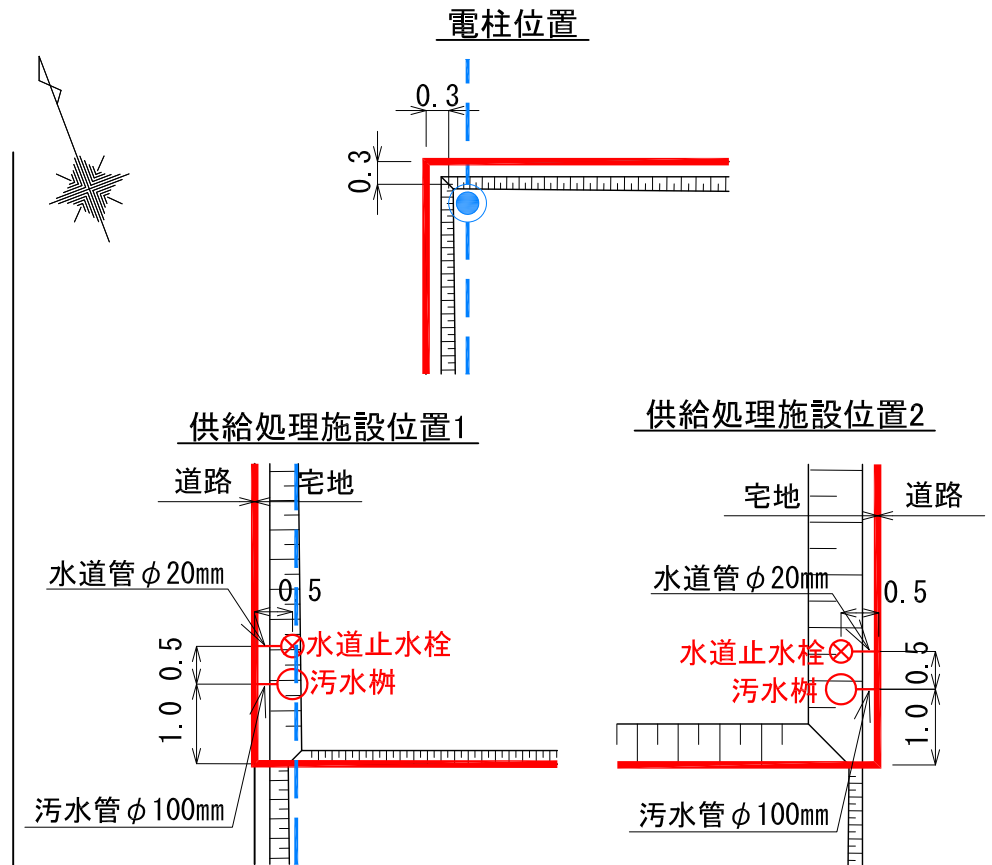 電柱位置
0.3
0.3
供給処理施設位置1
道路
宅地
水道管φ20mm
0.5
水道止水栓
0.5
汚水桝
1.0
汚水管φ100mm
供給処理施設位置2
宅地
道路
水道管φ20mm
0.5
水道止水栓
0.5
汚水桝
1.0
汚水管φ100mm